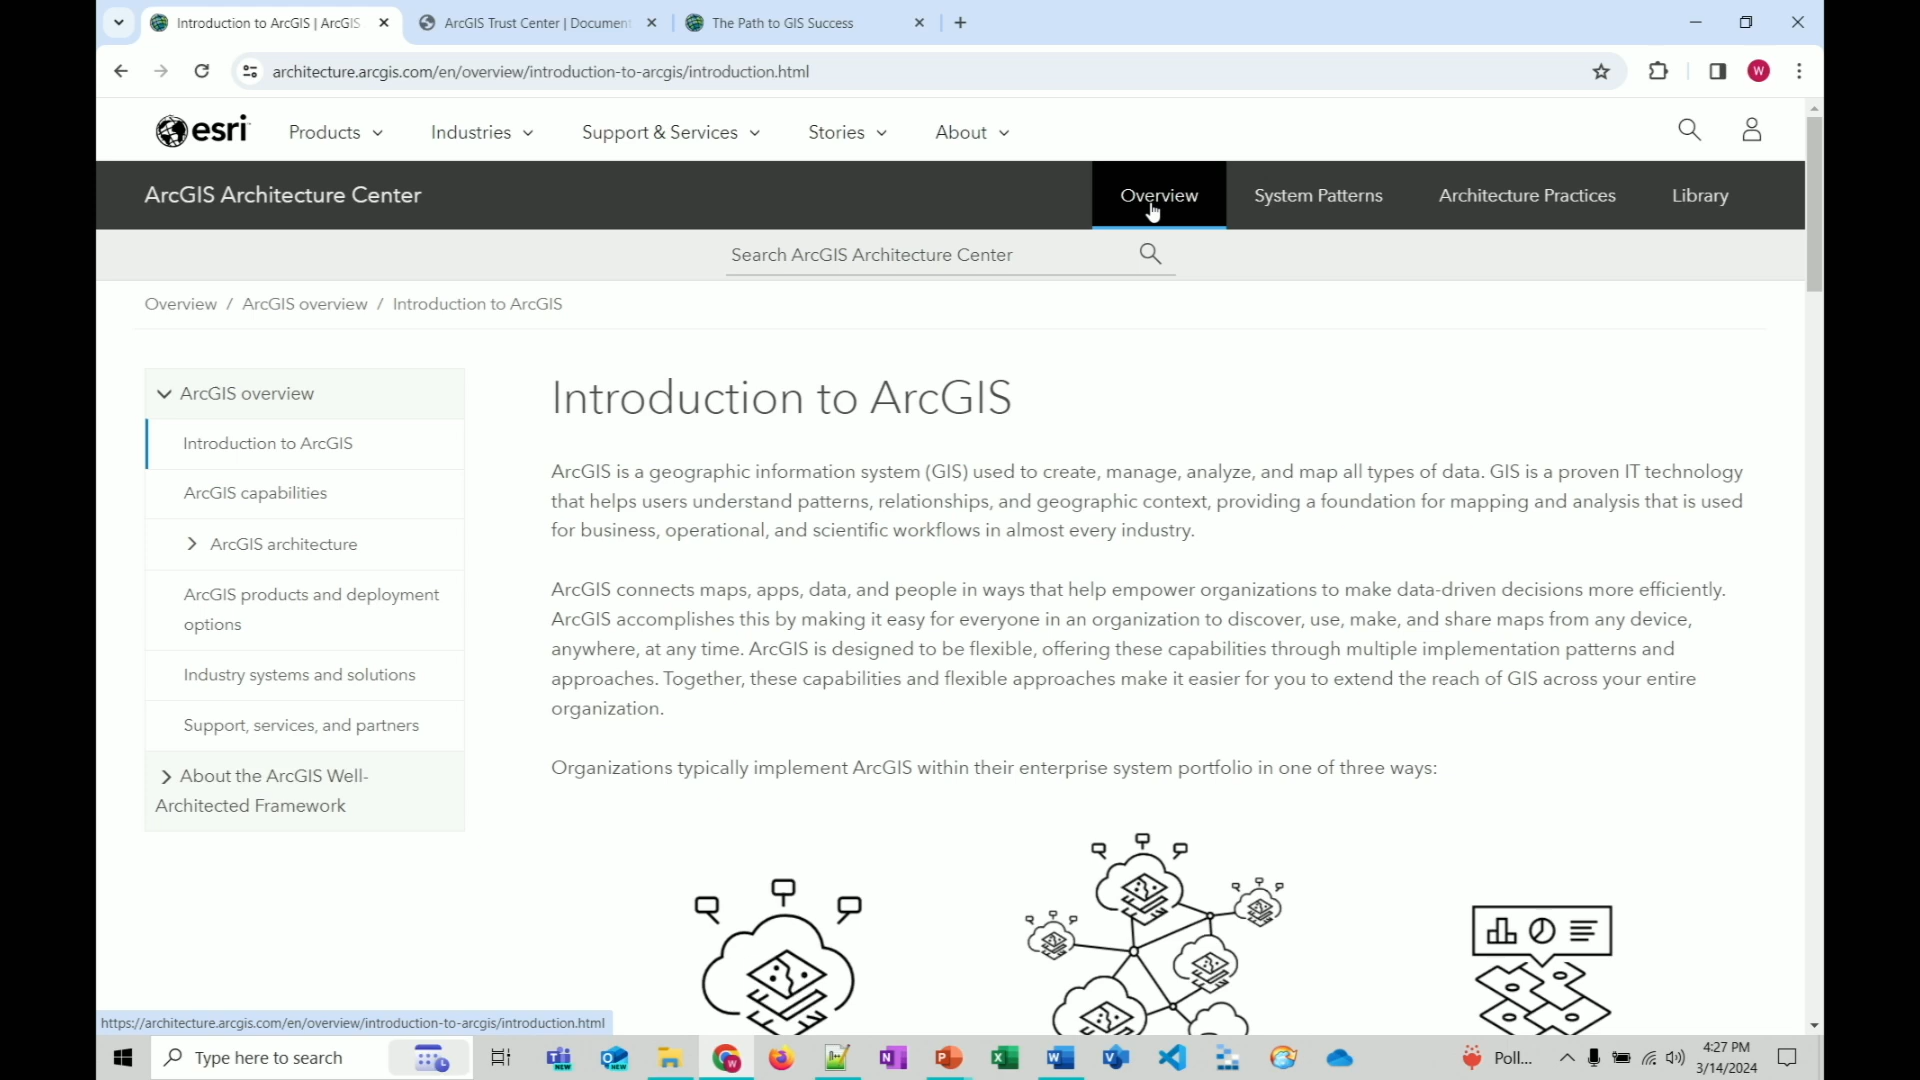 Introduction to ArcGIS | ArcGIS
ArcGIS Trust Center | Document
The Path to GIS Success
architecture.arcgis.com/en/overview/introduction-to-arcgis/introduction.html
W
esri
Products
Industries
Support & Services
Stories
About
ArcGIS Architecture Center
Overview
System Patterns
Architecture Practices
Library
Search ArcGIS Architecture Center
Overview / ArcGIS overview / Introduction to ArcGIS
ArcGIS overview
Introduction to ArcGIS
ArcGIS capabilities
ArcGIS architecture
ArcGIS products and deployment
options
Industry systems and solutions
Support, services, and partners
About the ArcGIS Well-
Architected Framework
Introduction to ArcGIS
ArcGIS is a geographic information system (GIS) used to create, manage, analyze, and map all types of data. GIS is a proven IT technology
that helps users understand patterns, relationships, and geographic context, providing a foundation for mapping and analysis that is used
for business, operational, and scientific workflows in almost every industry.
ArcGIS connects maps, apps, data, and people in ways that help empower organizations to make data-driven decisions more efficiently.
ArcGIS accomplishes this by making it easy for everyone in an organization to discover, use, make, and share maps from any device,
anywhere, at any time. ArcGIS is designed to be flexible, offering these capabilities through multiple implementation patterns and
approaches. Together, these capabilities and flexible approaches make it easier for you to extend the reach of GIS across your entire
organization.
Organizations typically implement ArcGIS within their enterprise system portfolio in one of three ways:
https://architecture.arcgis.com/en/overview/introduction-to-arcgis/introduction.html
Type here to search
Poll...
4:27 PM
3/14/2024